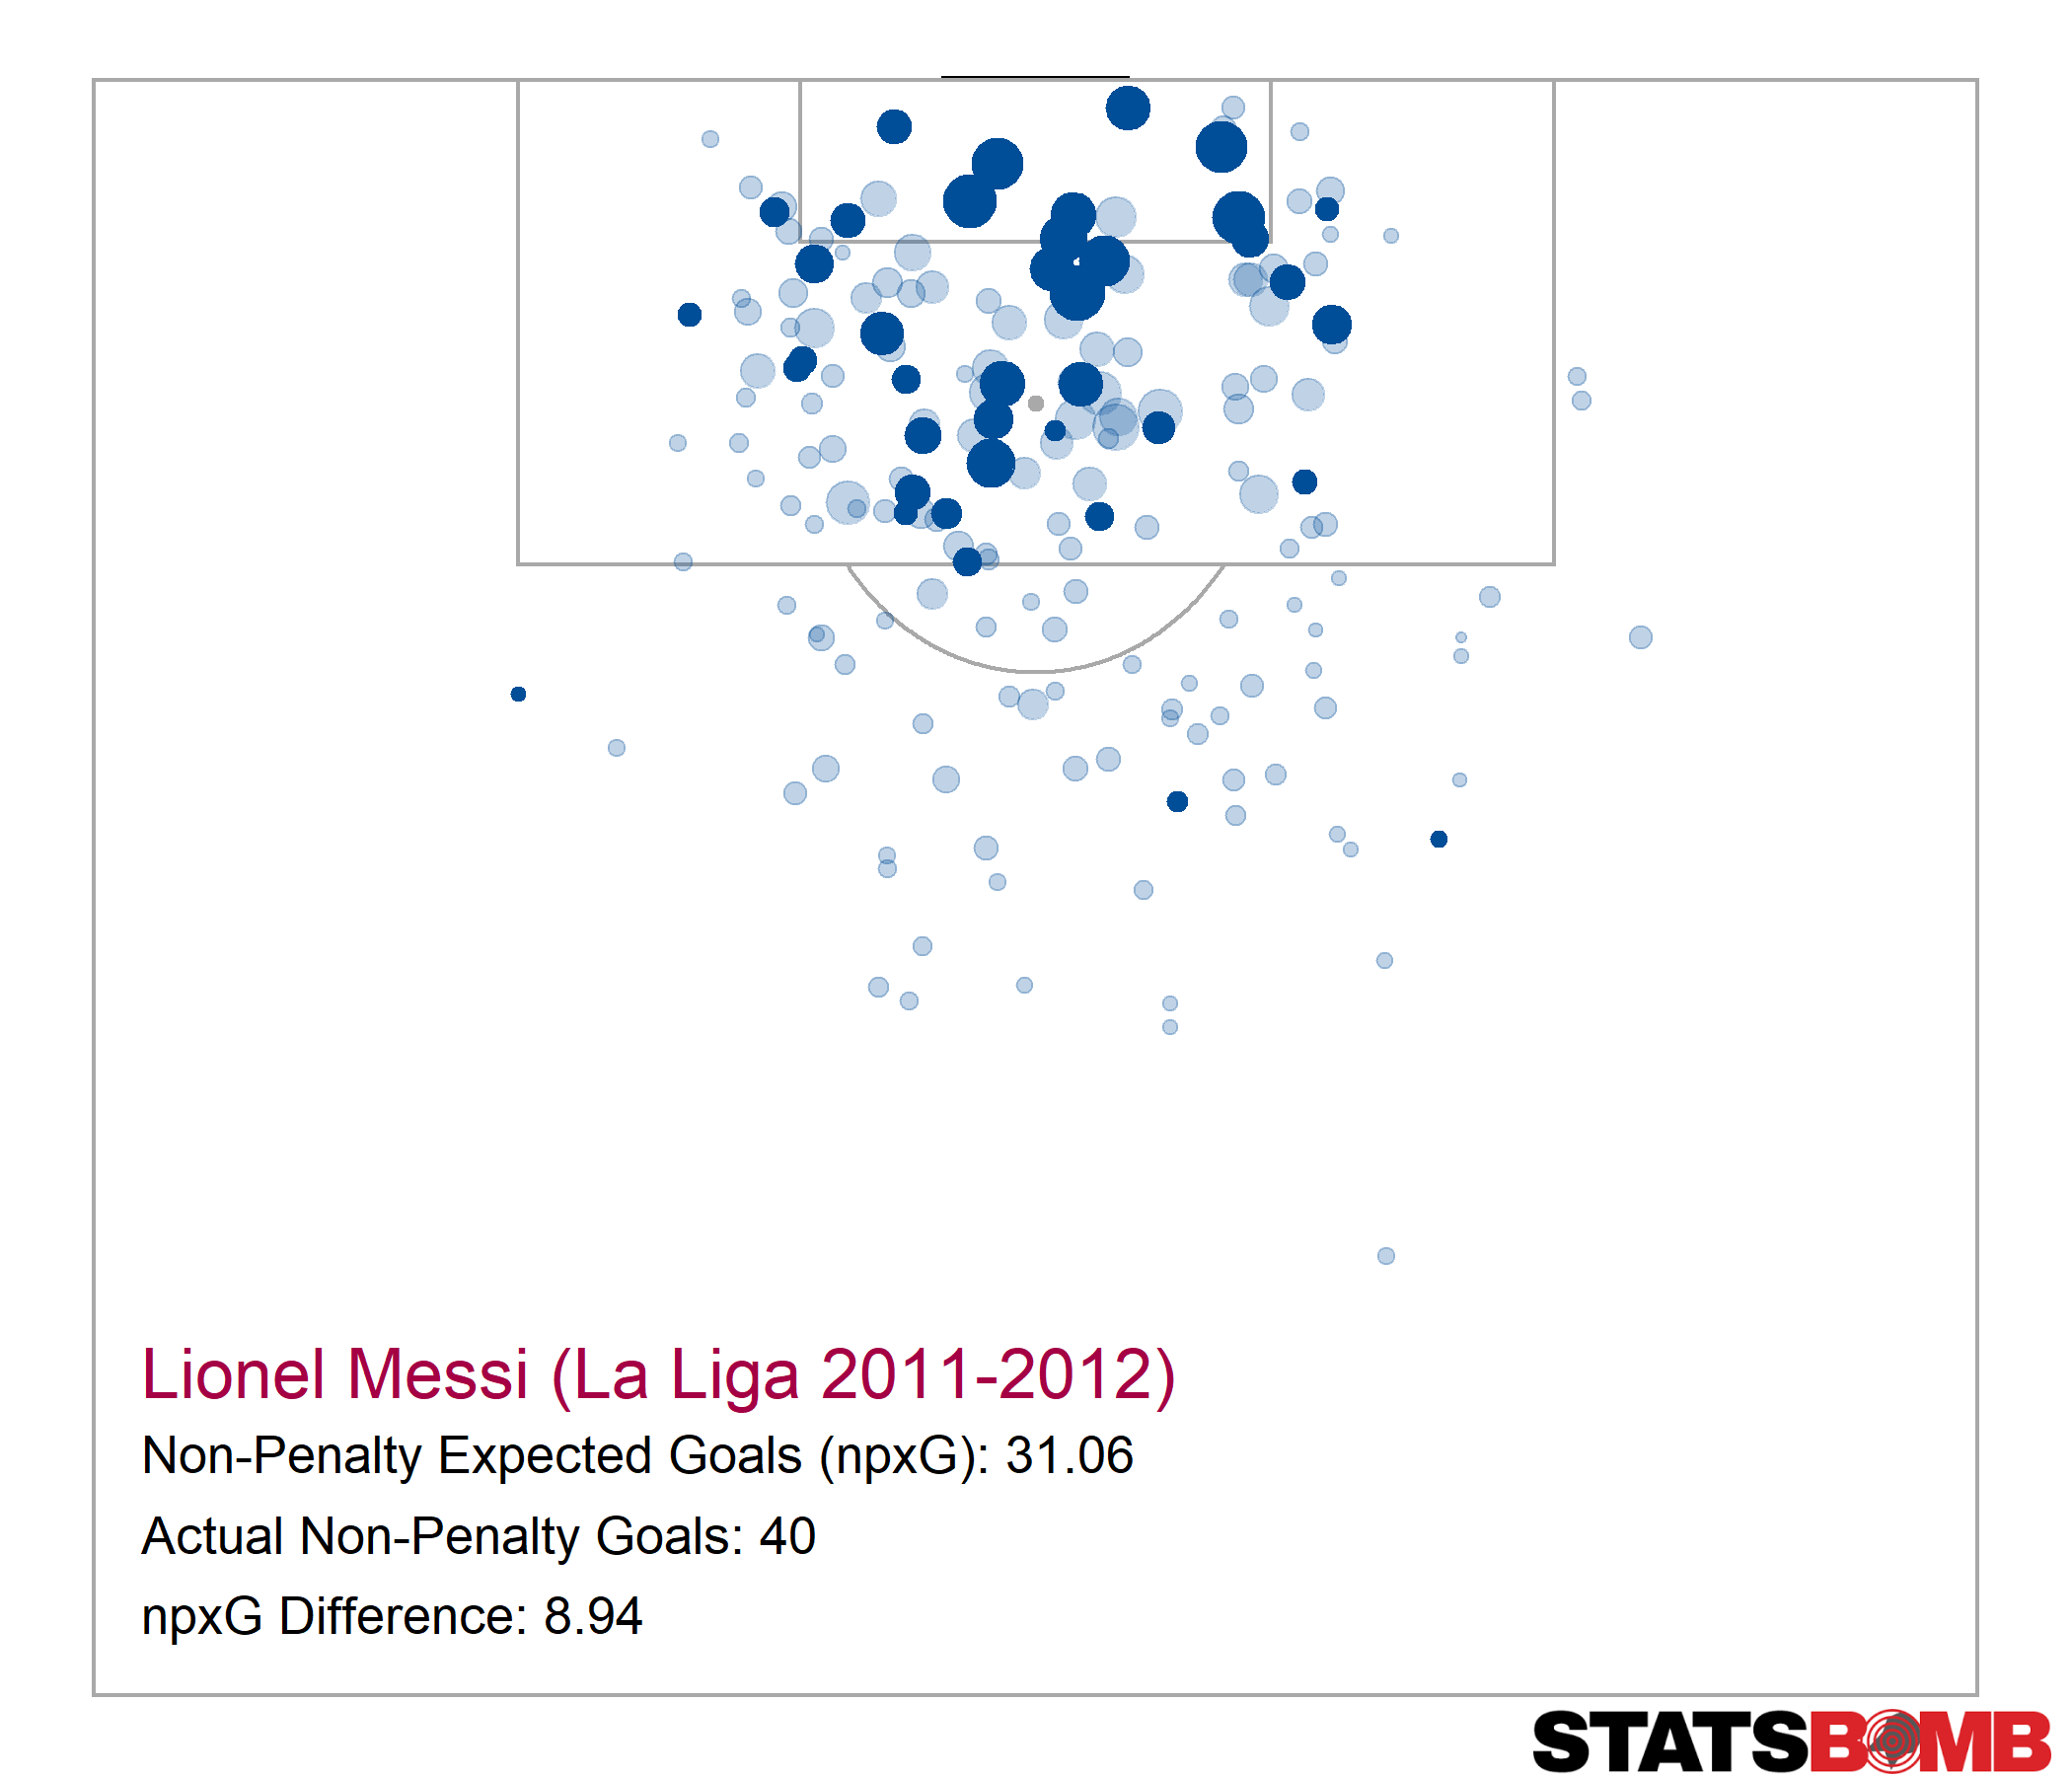 Lionel Messi (La Liga 2011-2012)
Non-Penalty Expected Goals (npxG): 31.06
Actual Non-Penalty Goals: 40
npxG Difference: 8.94
STATSBOMB